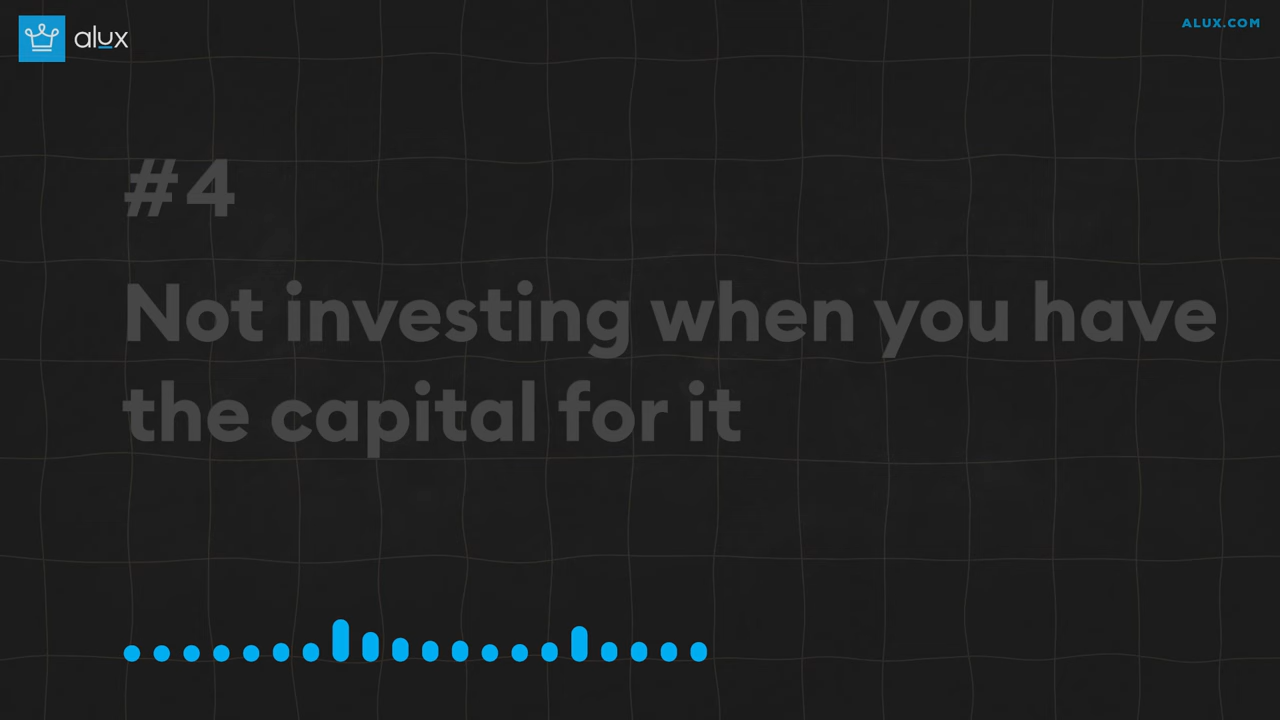 alux
ALUX.COM
#4
Not investing when you have
the capital for it